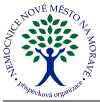 NEMOCNICE NOVÉ MĚSTO NA MORAVĚ
příspěvková organizace